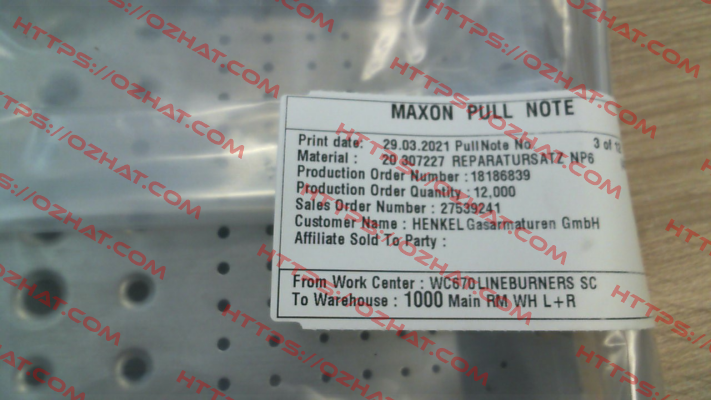 MAXON PULL NOTE
Print date: 29.03.2021 PullNote No 3 of
Material : 20 307227 REPARATURSATZ NP6
Production Order Number : 18186839
Production Order Quantity : 12,000
Sales Order Number : 27539241
Customer Name : HENKEL Gasarmaturen GmbH
Affiliate Sold To Party :
From Work Center : WC670 LINEBURNERS SC
To Warehouse : 1000 Main RM WH L+R
HTTPS://OZHAT.COM